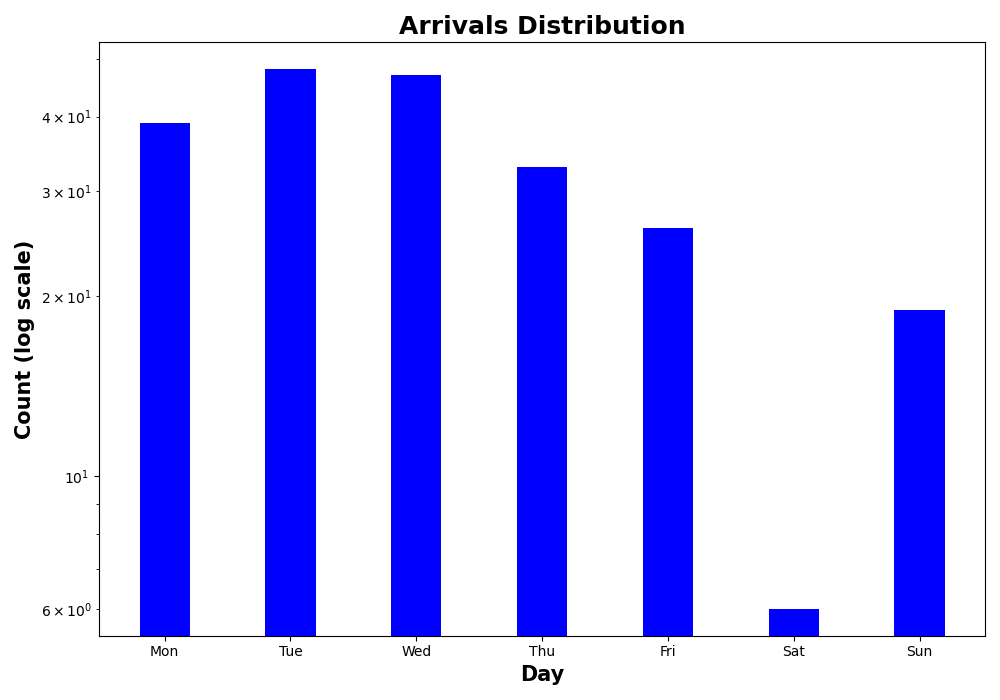 Arrivals Distribution
Count (log scale)
4 × 10¹
3 × 10¹
2 × 10¹
10¹
6 × 10⁰
Mon Tue Wed Thu Fri Sat Sun
Day